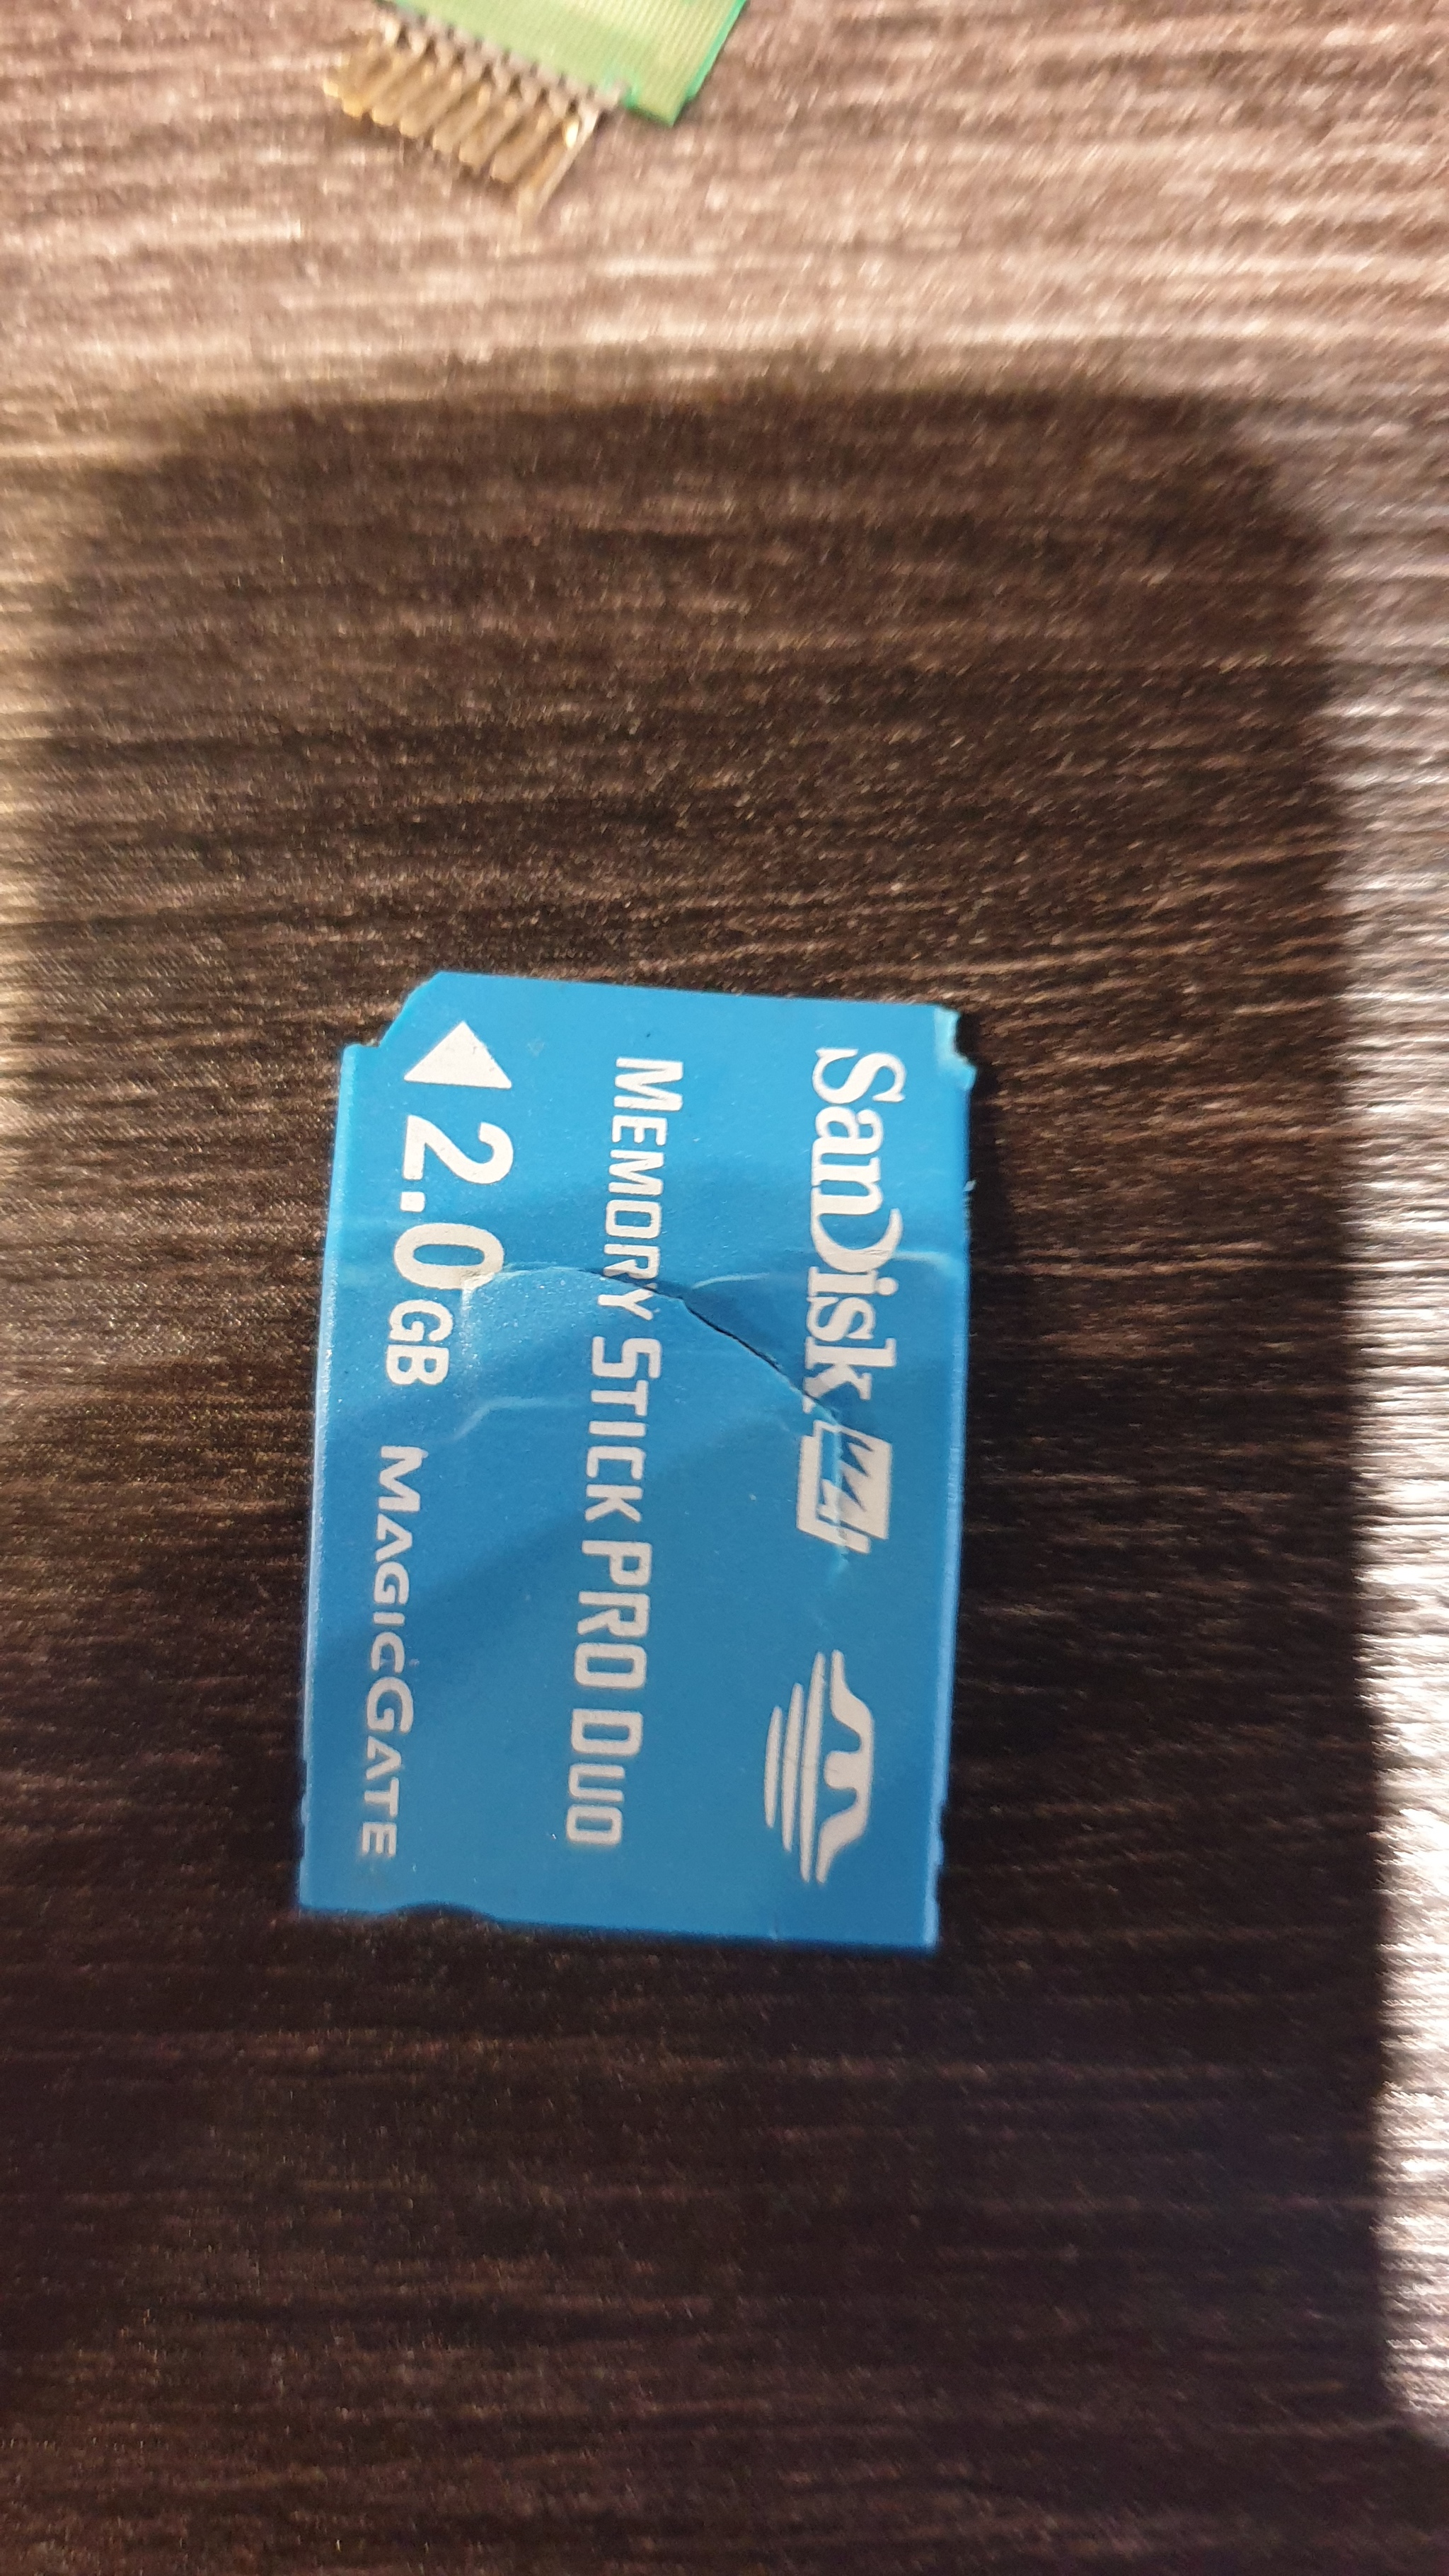 SanDisk
MEMORY STICK PRO DUO
2.0GB MAGICGATE